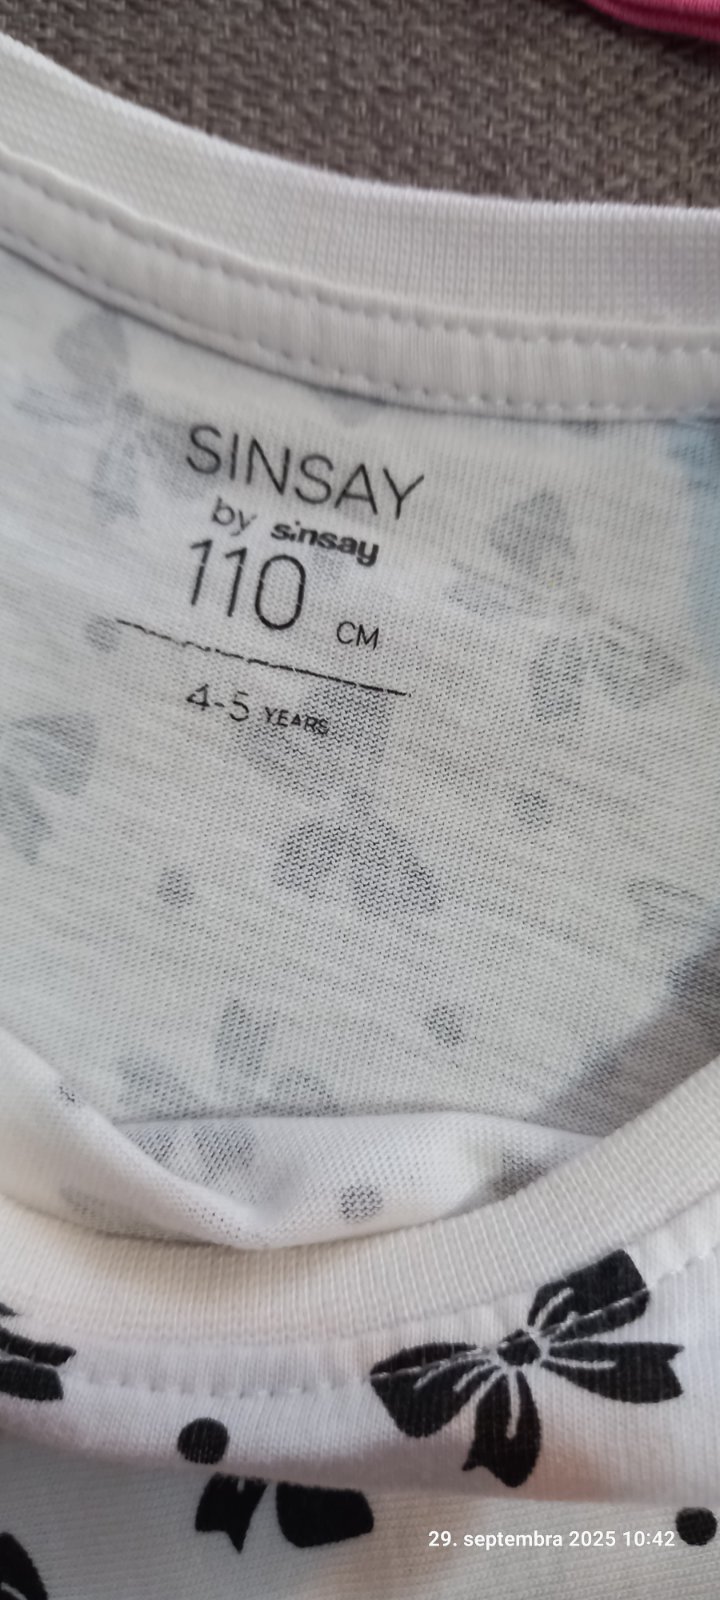 SINSAY
by sinsay
110 CM
4-5 YEARS
29. septembra 2025 10:42